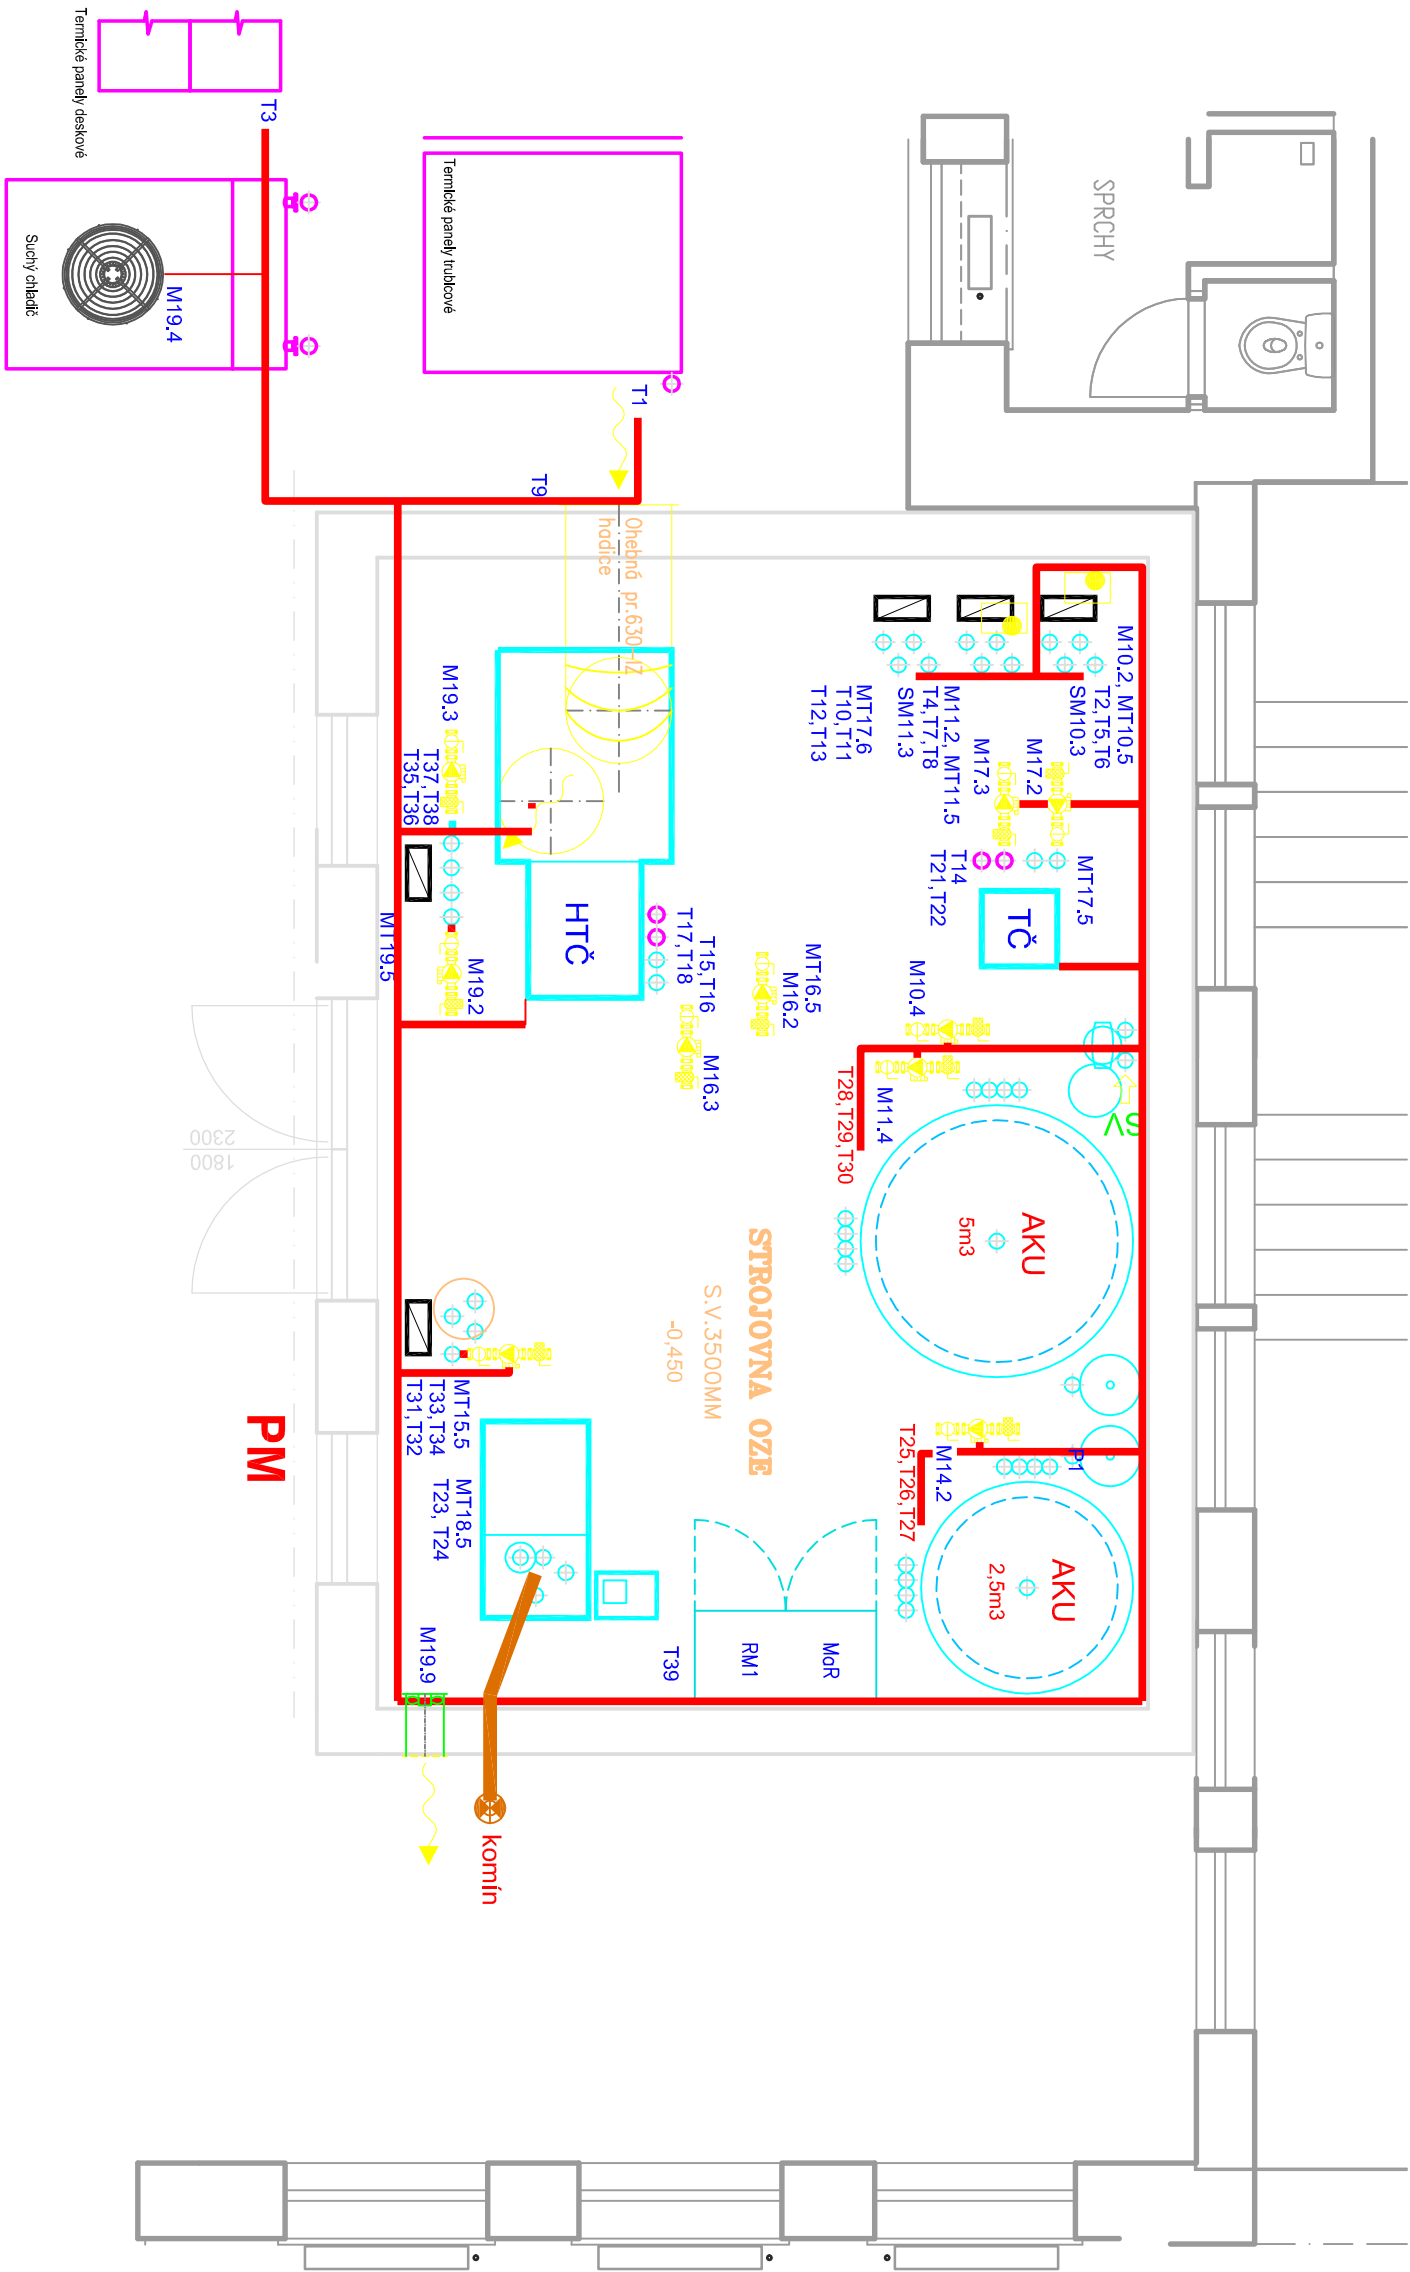 Termické panely deskové
T3
Suchý chladič
M19.4
Termické panely trubicové
T1
T9
SPRCHY
Ohebná pr.630-IZ
hadice
M10.2, MT10.5
T2,T5,T6
SM10.3
M11.2, MT11.5
T4,T7,T8
SM11.3
MT17.6
T10,T11
T12,T13
M17.2
M17.3
MT17.5
T14
T21,T22
TČ
M19.3
T37,T38
T35,T36
HTČ
MT19.5
M19.2
T15,T16
T17,T18
MT16.5
M16.2
M16.3
M10.4
M11.4
T28,T29,T30
SV
AKU
5m3
2300
1800
STROJOVNA OZE
S.V.3500MM
-0,450
PM
MT15.5
T33,T34
T31,T32
MT18.5
T23, T24
P1
M14.2
T25,T26,T27
AKU
2,5m3
MaR
RM1
T39
M19.9
komín